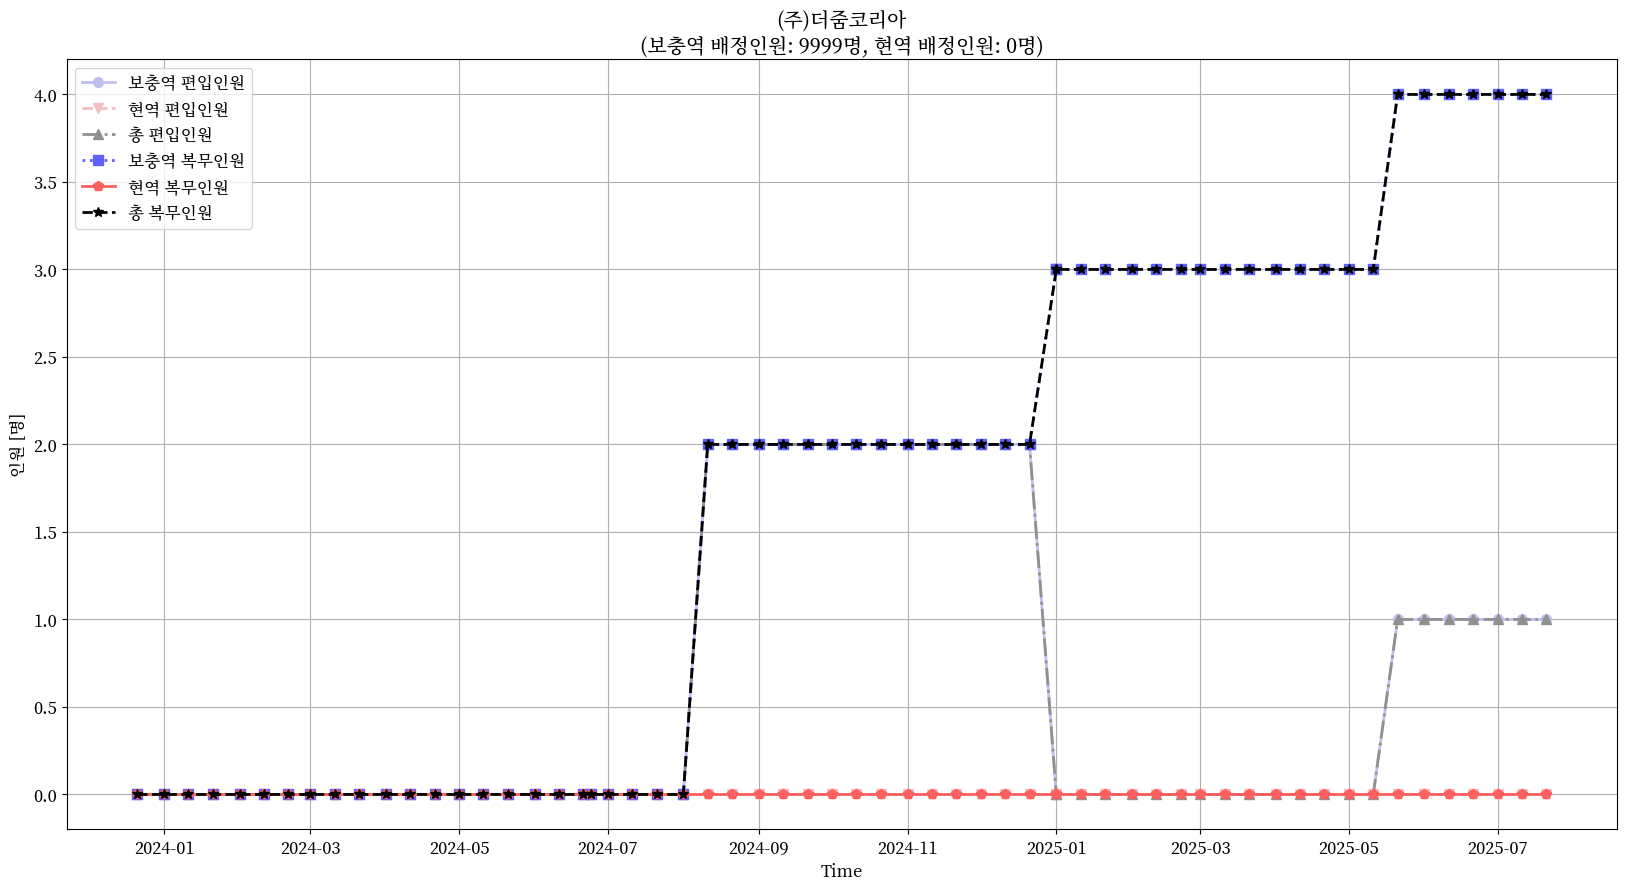 (주)더줌코리아
(보충역 배정인원: 9999명, 현역 배정인원: 0명)
보충역 편입인원
현역 편입인원
총 편입인원
보충역 복무인원
현역 복무인원
총 복무인원
4.0
3.5
3.0
2.5
2.0
1.5
1.0
0.5
0.0
인원 [명]
2024-01
2024-03
2024-05
2024-07
2024-09
2024-11
2025-01
2025-03
2025-05
2025-07
Time